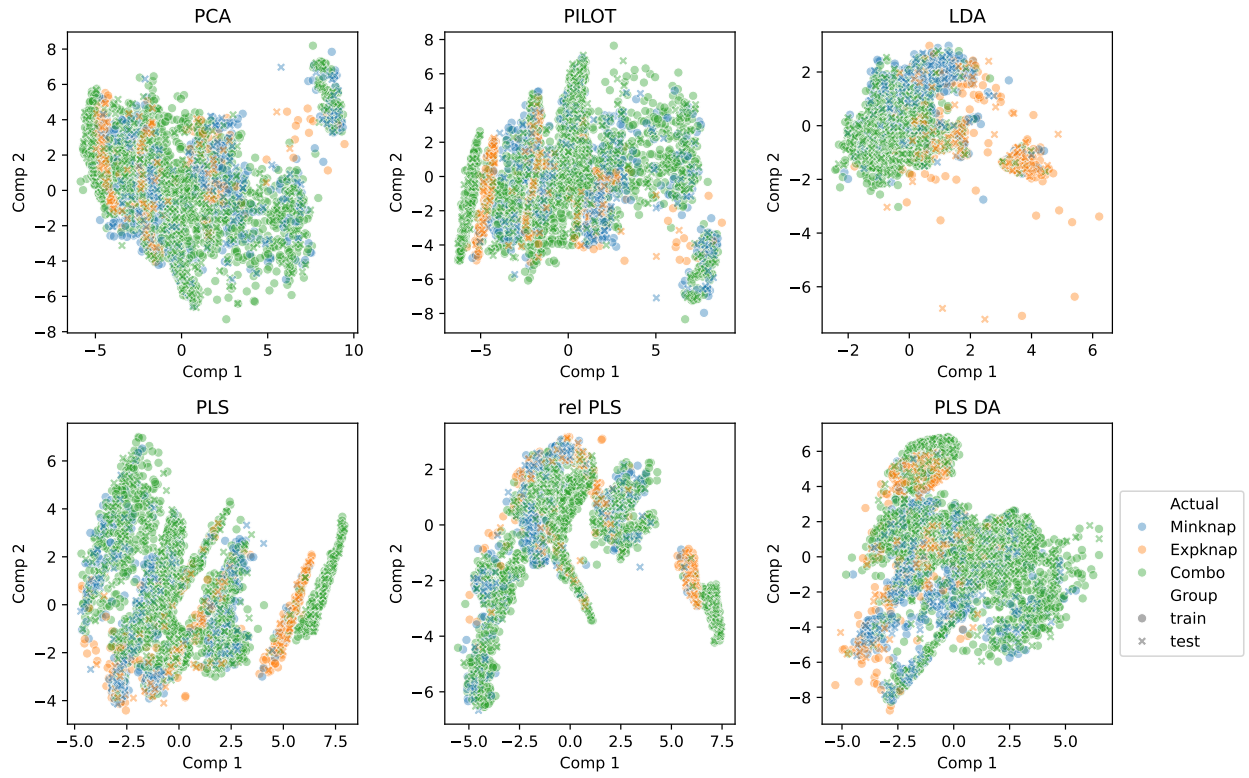 PCA
PILOT
LDA
8
6
4
2
0
−2
−4
−6
−8
Comp 2
−5
0
5
10
Comp 1
8
6
4
2
0
−2
−4
−6
−8
Comp 2
−5
0
5
Comp 1
2
0
−2
−4
−6
Comp 2
−2
0
2
4
6
Comp 1
PLS
rel PLS
PLS DA
6
4
2
0
−2
−4
Comp 2
−5.0
−2.5
0.0
2.5
5.0
7.5
Comp 1
2
0
−2
−4
−6
Comp 2
−5.0
−2.5
0.0
2.5
5.0
7.5
Comp 1
6
4
2
0
−2
−4
−6
−8
Comp 2
−5.0
−2.5
0.0
2.5
5.0
Comp 1
Actual
Minknap
Expknap
Combo
Group
train
test